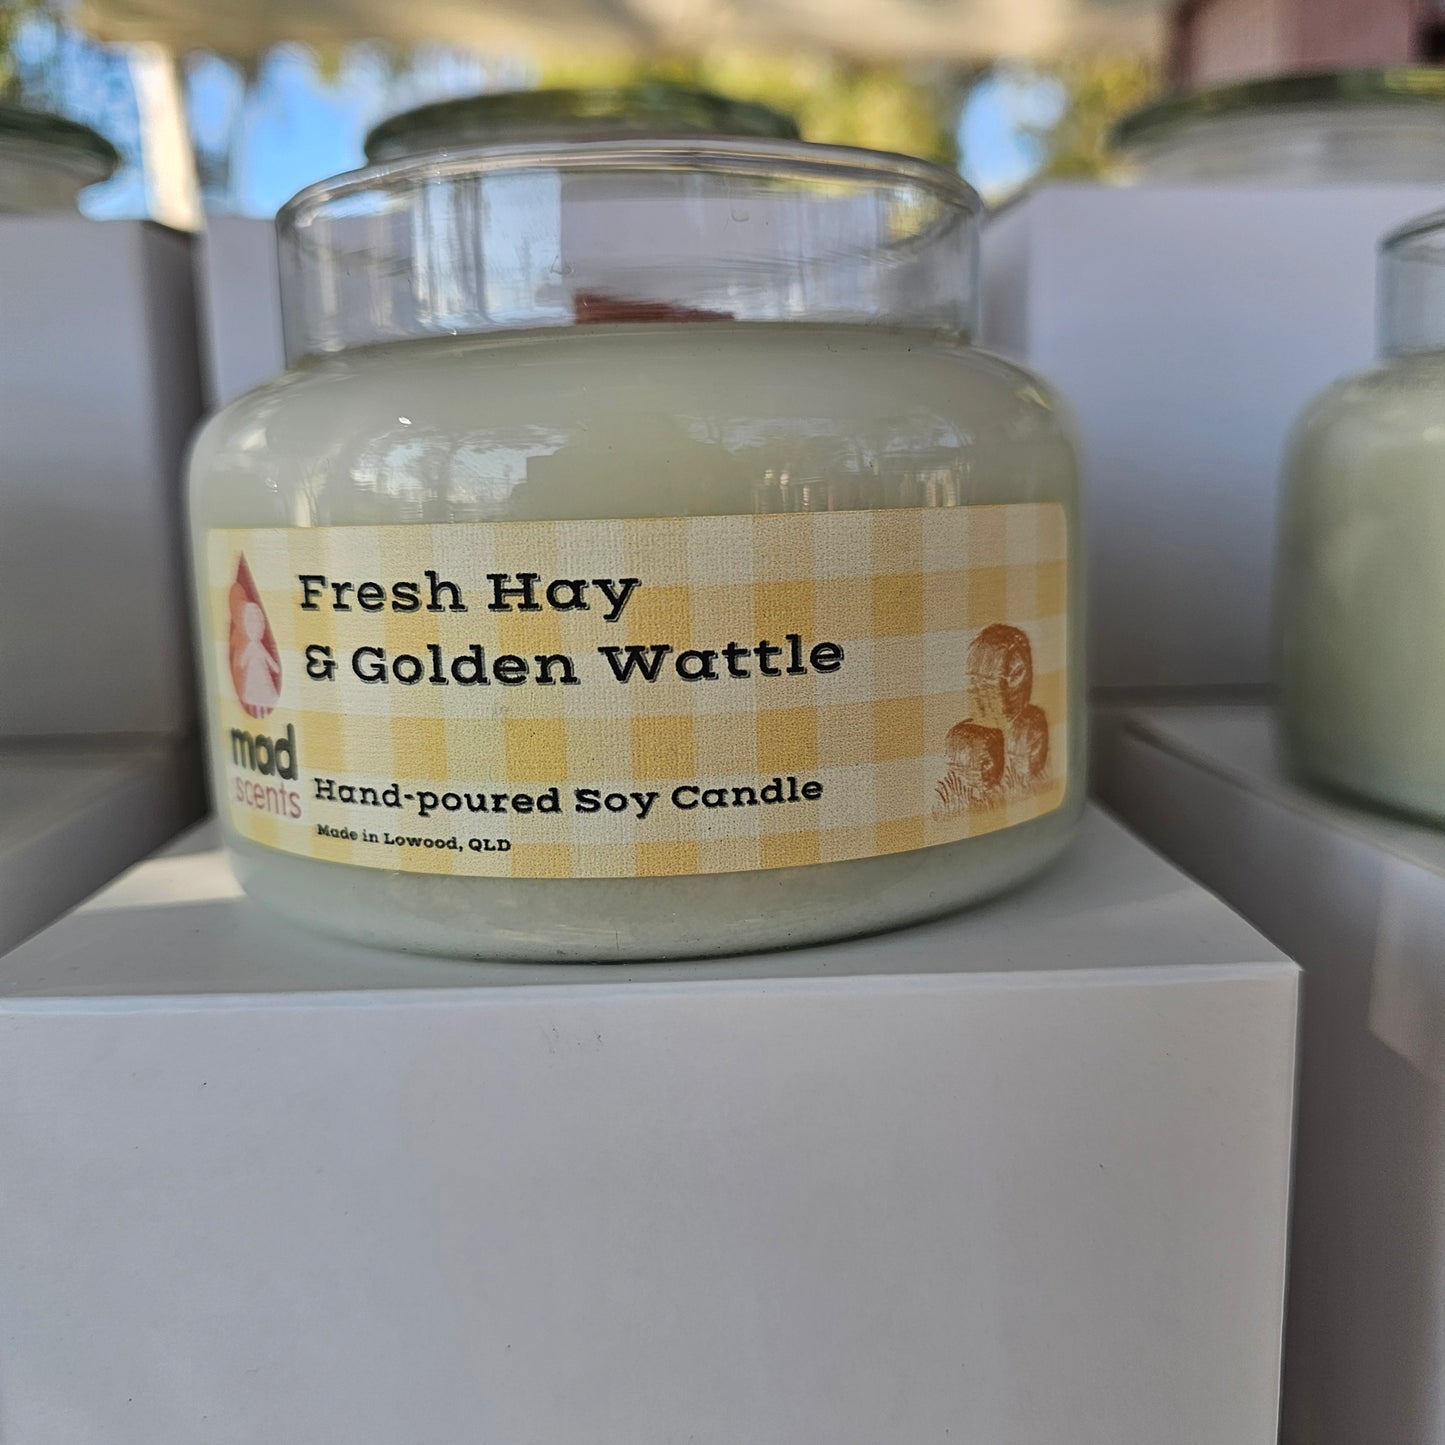 Fresh Hay
& Golden Wattle
mad
scents
Hand-poured Soy Candle
Made in Lowood, QLD